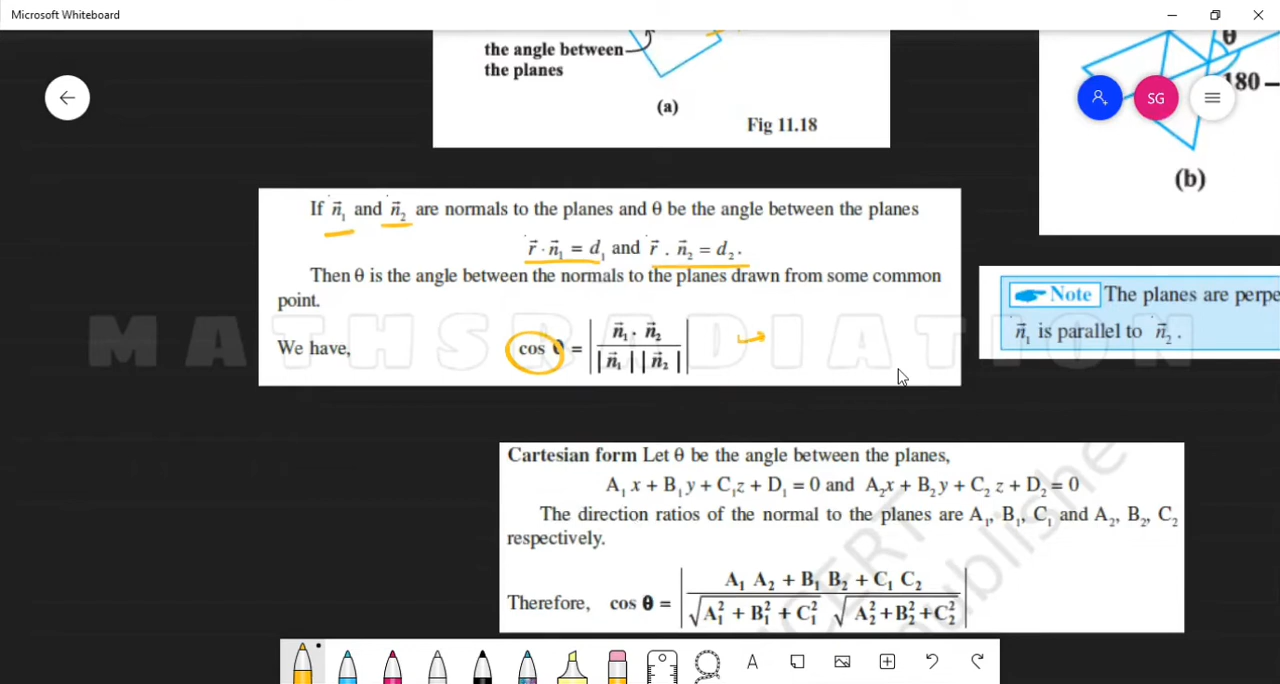 Microsoft Whiteboard
the angle between
the planes
(a)
Fig 11.18
θ
180 –
SG
(b)
If n⃗₁ and n⃗₂ are normals to the planes and θ be the angle between the planes
r⃗ · n⃗₁ = d₁ and r⃗ . n⃗₂ = d₂.
Then θ is the angle between the normals to the planes drawn from some common
point.
We have, cos θ = | n⃗₁ . n⃗₂ / |n⃗₁| |n⃗₂| |
Note The planes are perpe
n⃗₁ is parallel to n⃗₂ .
MATHSRADIATION
Cartesian form Let θ be the angle between the planes,
A₁ x + B₁ y + C₁z + D₁ = 0 and A₂x + B₂ y + C₂ z + D₂ = 0
The direction ratios of the normal to the planes are A₁, B₁, C₁ and A₂, B₂, C₂
respectively.
Therefore, cos θ = | A₁ A₂ + B₁ B₂ + C₁ C₂ / √A₁² + B₁² + C₁² √A₂² + B₂² + C₂² |
A